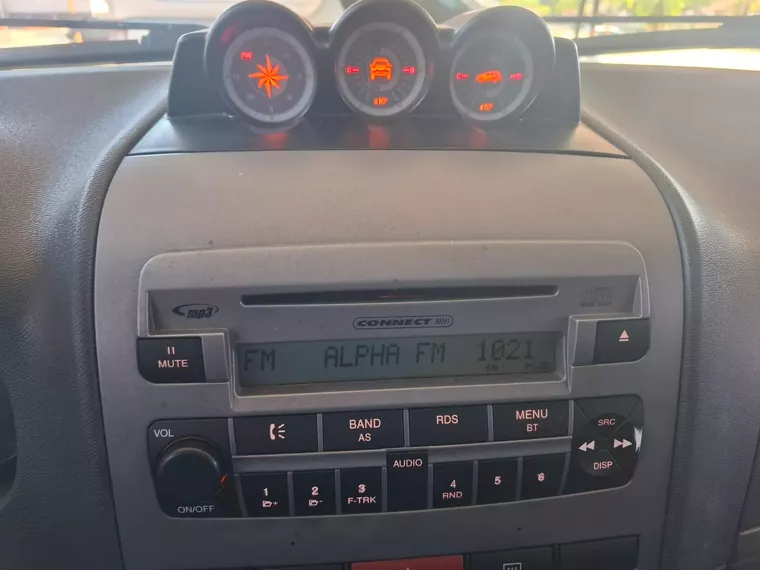 mp3
CONNECT
MUTE
FM ALPHA FM 1021
VOL
ON/OFF
BAND
AS
RDS
MENU
BT
SRC
DISP
AUDIO
1
2
3
F-TRK
4
RND
5
6